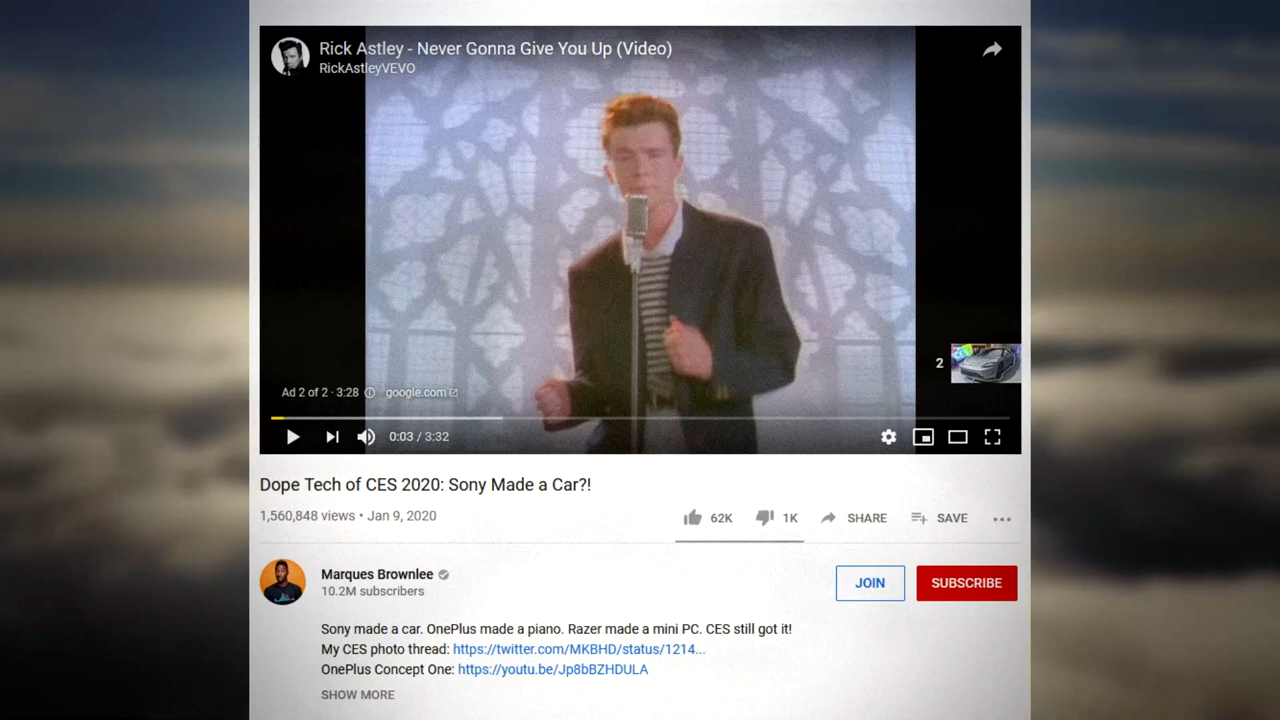 Rick Astley - Never Gonna Give You Up (Video)
RickAstleyVEVO
2
Ad 2 of 2 · 3:28 google.com
0:03 / 3:32
Dope Tech of CES 2020: Sony Made a Car?!
1,560,848 views • Jan 9, 2020
62K 1K SHARE SAVE
Marques Brownlee
10.2M subscribers
JOIN SUBSCRIBE
Sony made a car. OnePlus made a piano. Razer made a mini PC. CES still got it!
My CES photo thread: https://twitter.com/MKBHD/status/1214...
OnePlus Concept One: https://youtu.be/Jp8bBZHDULA
SHOW MORE